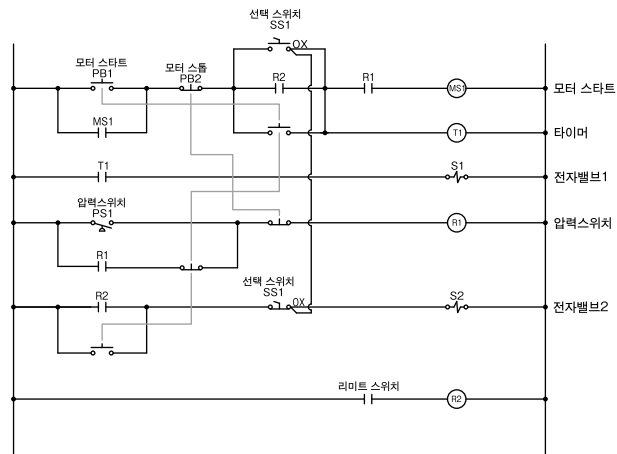 선택 스위치
SS1
OX
모터 스타트
PB1
모터 스톱
PB2
R2
R1
MS1
모터 스타트
MS1
T1
타이머
T1
S1
전자밸브1
압력스위치
PS1
R1
압력스위치
R1
선택 스위치
SS1
OX
R2
S2
전자밸브2
리미트 스위치
R2